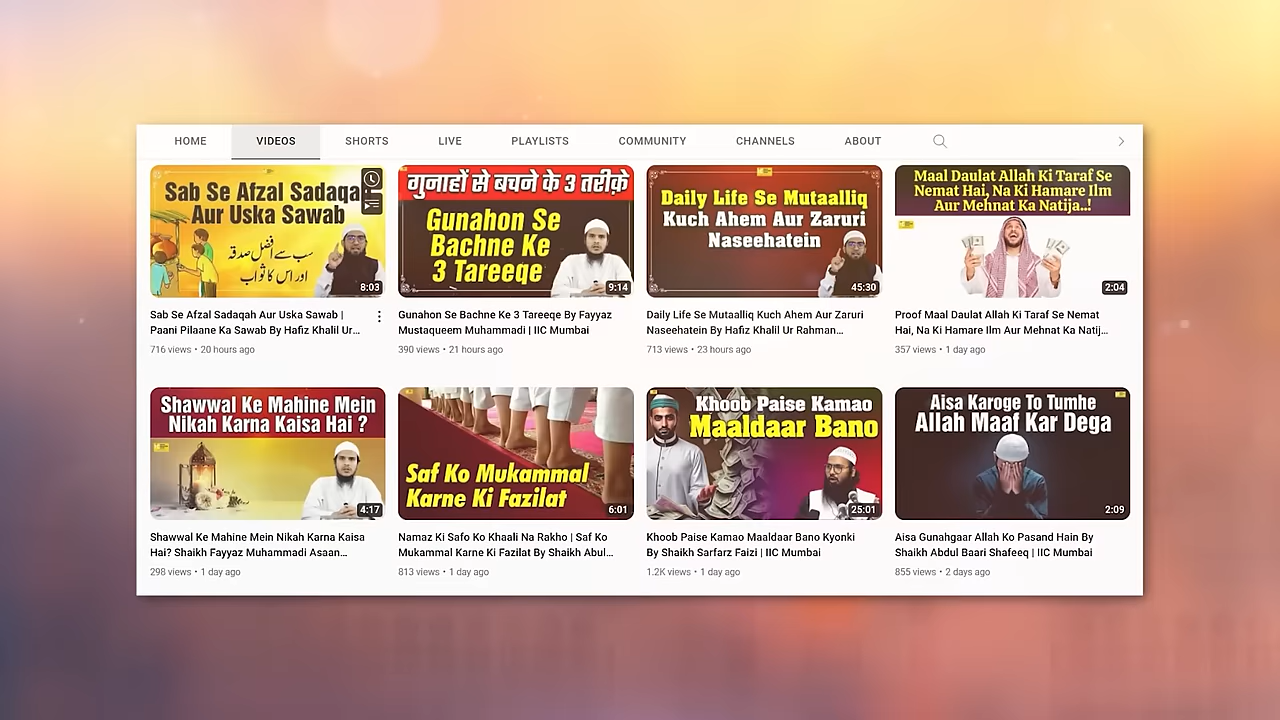 HOME VIDEOS SHORTS LIVE PLAYLISTS COMMUNITY CHANNELS ABOUT
Sab Se Afzal Sadaqa
Aur Uska Sawab
سب سے افضل صدقہ
اور اس کا ثواب
8:03
Sab Se Afzal Sadaqah Aur Uska Sawab |
Paani Pilaane Ka Sawab By Hafiz Khalil Ur...
716 views • 20 hours ago
गुनाहों से बचने के 3 तरीक़े
Gunahon Se
Bachne Ke
3 Tareeqe
9:14
Gunahon Se Bachne Ke 3 Tareeqe By Fayyaz
Mustaqueem Muhammadi | IIC Mumbai
390 views • 21 hours ago
Daily Life Se Mutaalliq
Kuch Ahem Aur Zaruri
Naseehatein
45:30
Daily Life Se Mutaalliq Kuch Ahem Aur Zaruri
Naseehatein By Hafiz Khalil Ur Rahman...
713 views • 23 hours ago
Maal Daulat Allah Ki Taraf Se
Nemat Hai, Na Ki Hamare Ilm
Aur Mehnat Ka Natija..!
2:04
Proof Maal Daulat Allah Ki Taraf Se Nemat
Hai, Na Ki Hamare Ilm Aur Mehnat Ka Natij...
357 views • 1 day ago
Shawwal Ke Mahine Mein
Nikah Karna Kaisa Hai ?
4:17
Shawwal Ke Mahine Mein Nikah Karna Kaisa
Hai? Shaikh Fayyaz Muhammadi Asaan...
298 views • 1 day ago
Saf Ko Mukammal
Karne Ki Fazilat
6:01
Namaz Ki Safo Ko Khaali Na Rakho | Saf Ko
Mukammal Karne Ki Fazilat By Shaikh Abul...
813 views • 1 day ago
Khoob Paise Kamao
Maaldaar Bano
25:01
Khoob Paise Kamao Maaldaar Bano Kyonki
By Shaikh Sarfarz Faizi | IIC Mumbai
1.2K views • 1 day ago
Aisa Karoge To Tumhe
Allah Maaf Kar Dega
2:09
Aisa Gunahgaar Allah Ko Pasand Hain By
Shaikh Abdul Baari Shafeeq | IIC Mumbai
855 views • 2 days ago